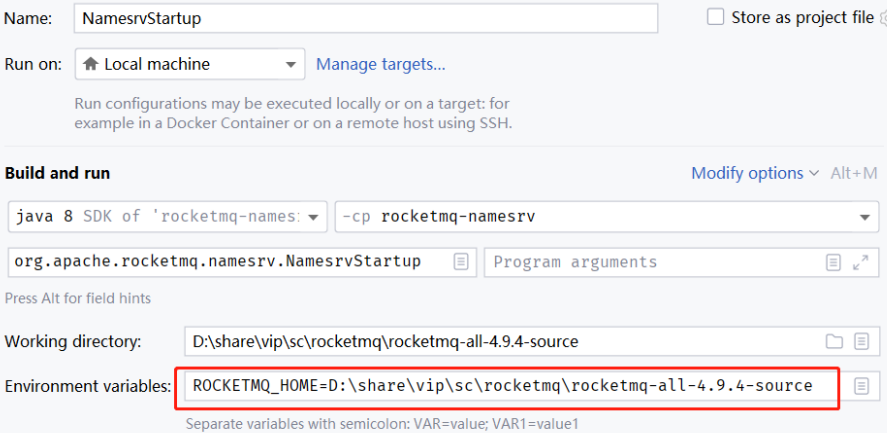 Name: NamesrvStartup Store as project file
Run on: Local machine Manage targets...
Run configurations may be executed locally or on a target: for
example in a Docker Container or on a remote host using SSH.
Build and run Modify options Alt+M
java 8 SDK of 'rocketmq-names -cp rocketmq-namesrv
org.apache.rocketmq.namesrv.NamesrvStartup Program arguments
Press Alt for field hints
Working directory: D:\share\vip\sc\rocketmq\rocketmq-all-4.9.4-source
Environment variables: ROCKETMQ_HOME=D:\share\vip\sc\rocketmq\rocketmq-all-4.9.4-source
Separate variables with semicolon: VAR=value; VAR1=value1